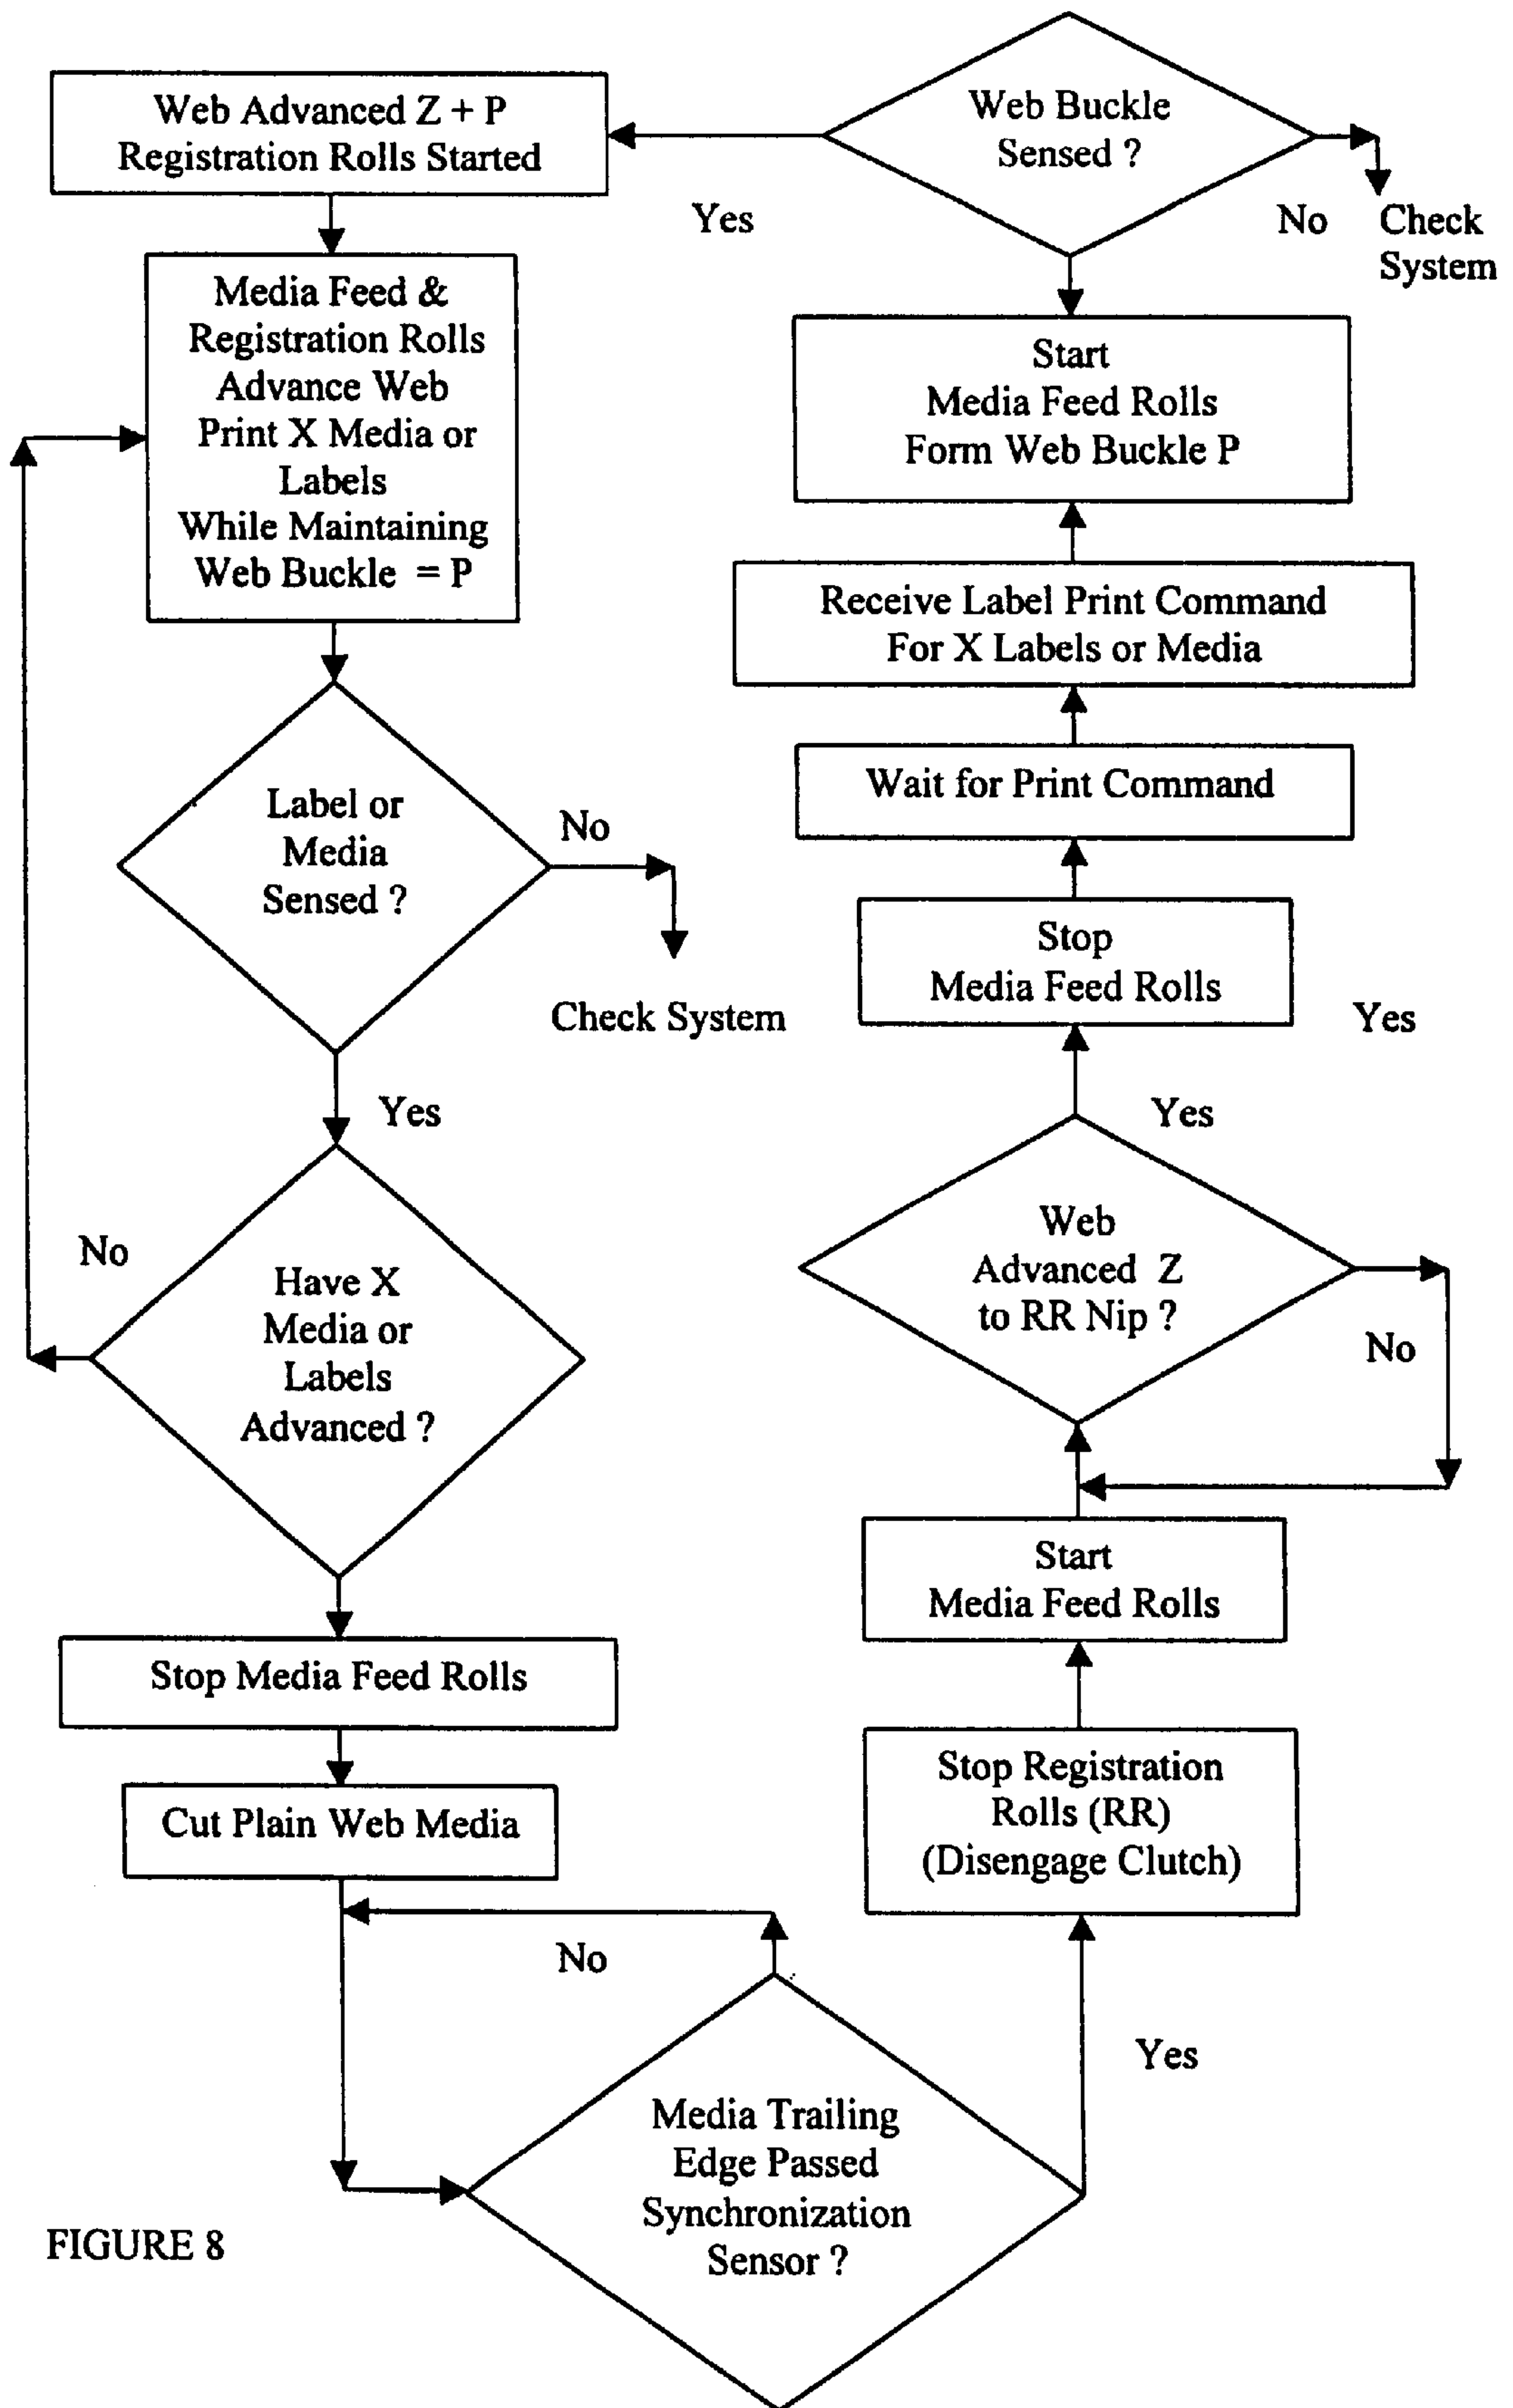 Web Advanced Z + P
Registration Rolls Started
Web Buckle
Sensed ?
Yes
No
Check
System
Media Feed &
Registration Rolls
Advance Web
Print X Media or
Labels
While Maintaining
Web Buckle = P
Start
Media Feed Rolls
Form Web Buckle P
Receive Label Print Command
For X Labels or Media
Wait for Print Command
Label or
Media
Sensed ?
No
Check System
Stop
Media Feed Rolls
Yes
Yes
Yes
Web
Advanced Z
to RR Nip ?
No
No
Have X
Media or
Labels
Advanced ?
Start
Media Feed Rolls
Stop Media Feed Rolls
Stop Registration
Rolls (RR)
(Disengage Clutch)
Cut Plain Web Media
No
Yes
Media Trailing
Edge Passed
Synchronization
Sensor ?
FIGURE 8